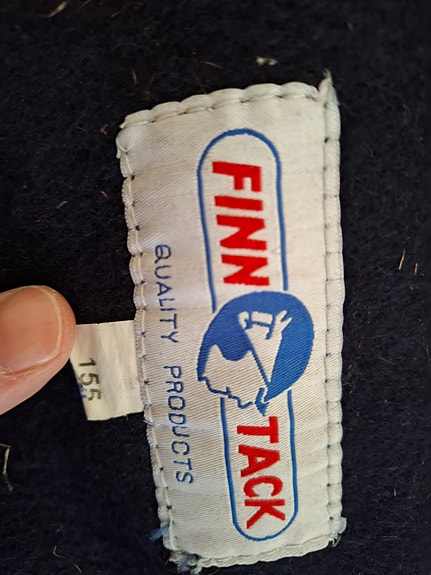 FINN TACK
QUALITY PRODUCTS
155